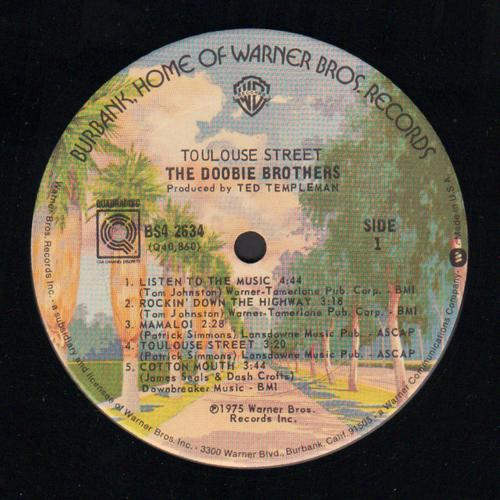 BURBANK, HOME OF WARNER BROS. RECORDS
TOULOUSE STREET
THE DOOBIE BROTHERS
Produced by TED TEMPLEMAN
QUADRADISC
Q
BS4 2634
(Q40,860)
SIDE
1
1. LISTEN TO THE MUSIC 4:44
(Tom Johnston) Warner-Tamerlane Pub. Corp. - BMI
2. ROCKIN' DOWN THE HIGHWAY 3:18
(Tom Johnston) Warner-Tamerlane Pub. Corp. - BMI
3. MAMALOI 2:28
(Patrick Simmons) Lansdowne Music Pub. - ASCAP
4. TOULOUSE STREET 3:20
(Patrick Simmons) Lansdowne Music Pub. - ASCAP
5. COTTON MOUTH 3:44
(James Seals & Dash Crofts)
Dawnbreaker Music - BMI
℗1975 Warner Bros.
Records Inc.
Warner Bros. Records Inc. - a subsidiary and licensee of Warner Bros. Inc. - 3300 Warner Blvd., Burbank, Calif. 91505 - a Warner Communications Company - Made in U.S.A.